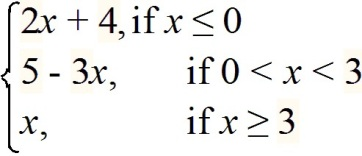 2x + 4, if x ≤ 0
5 - 3x, if 0 < x < 3
x, if x ≥ 3